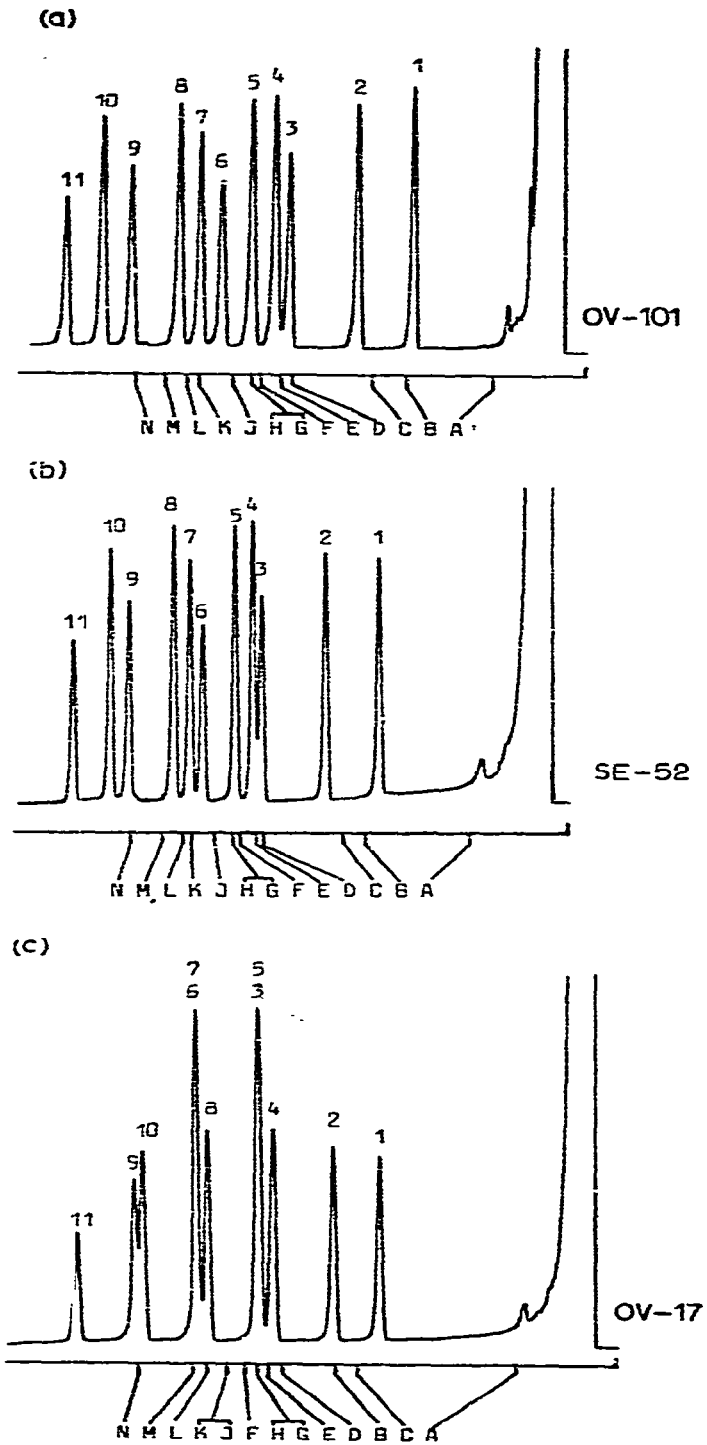 (a)
1
4
8
5
2
10
7
3
9
6
11
OV-101
N M L K J H G F E D C B A
(b)
8
4
5
10
7
2
1
9
3
6
11
SE-52
N M L K J H G F E D C B A
(c)
7 5
6 3
8 4
10 2 1
9
11
OV-17
N M L K J F H G E D B C A